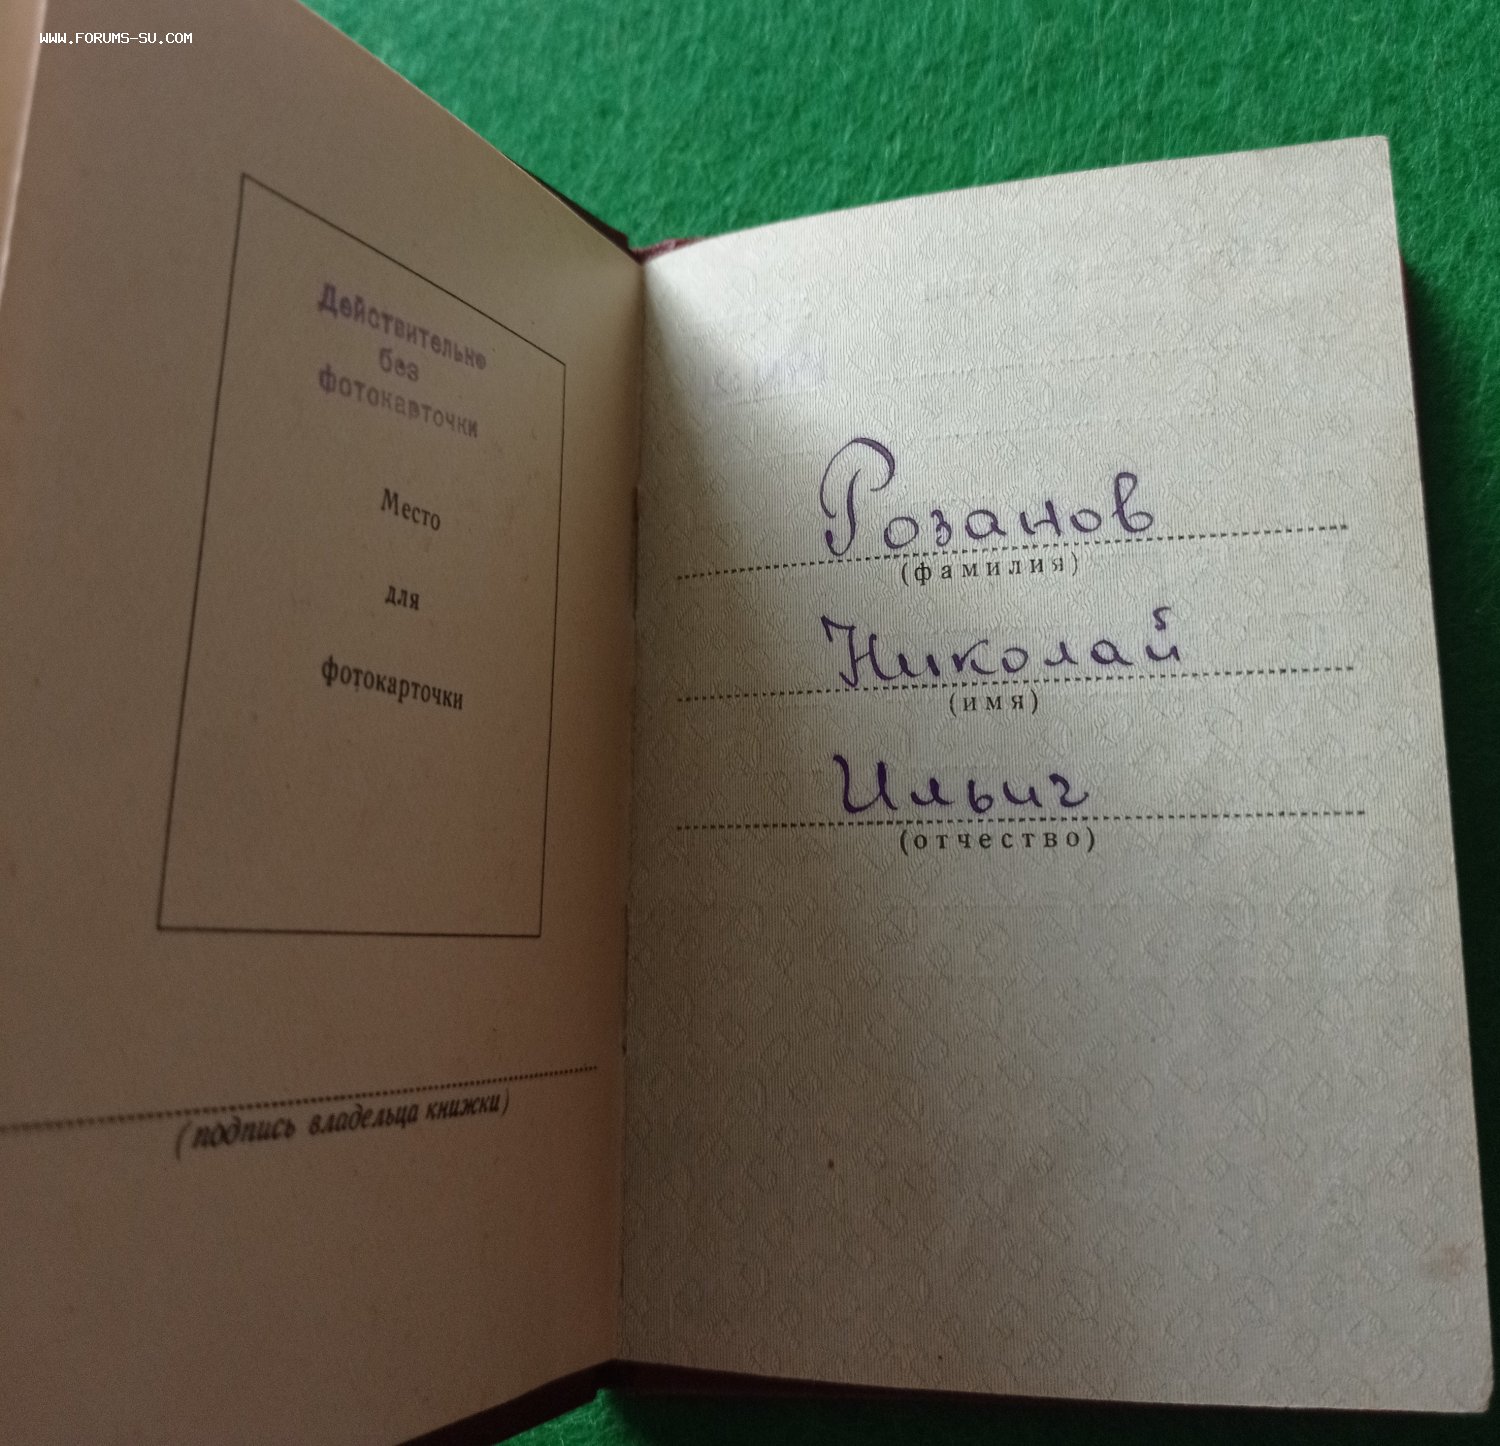 WWW.FORUMS-SU.COM
Действительно
без
фотокарточки
Место
для
фотокарточки
(подпись владельца книжки)
Розанов
(фамилия)
Николай
(имя)
Ильич
(отчество)